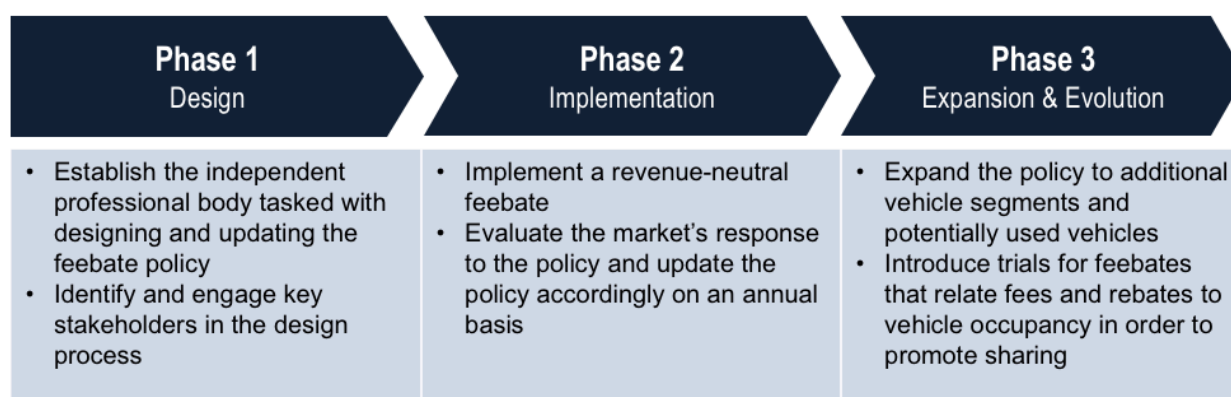 Phase 1
Design
Phase 2
Implementation
Phase 3
Expansion & Evolution
• Establish the independent
professional body tasked with
designing and updating the
feebate policy
• Identify and engage key
stakeholders in the design
process
• Implement a revenue-neutral
feebate
• Evaluate the market’s response
to the policy and update the
policy accordingly on an annual
basis
• Expand the policy to additional
vehicle segments and
potentially used vehicles
• Introduce trials for feebates
that relate fees and rebates to
vehicle occupancy in order to
promote sharing